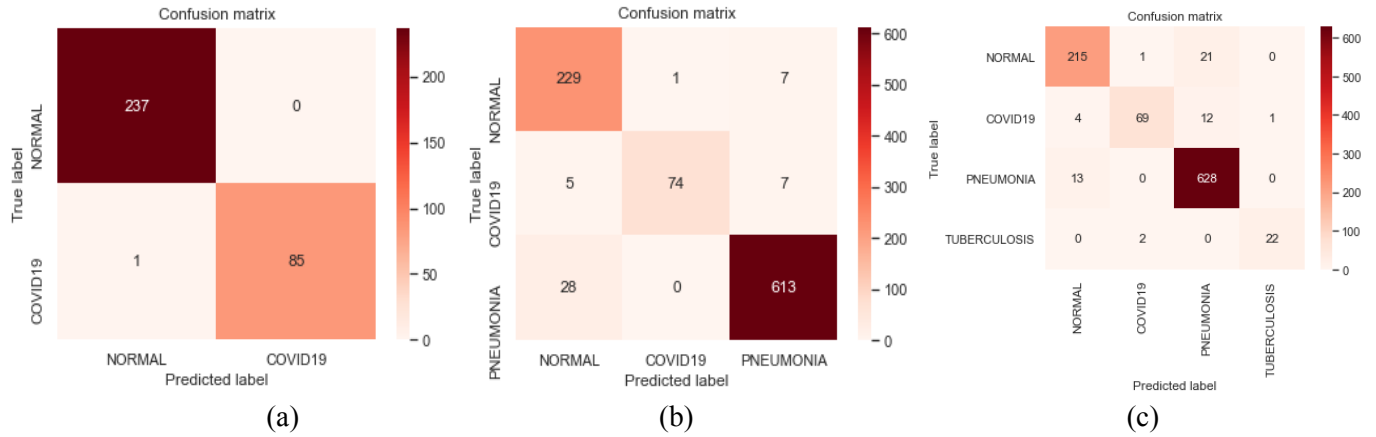 Confusion matrix
NORMAL
COVID19
True label
237 0
1 85
200
150
100
50
0
NORMAL COVID19
Predicted label
(a)
Confusion matrix
NORMAL
COVID19
PNEUMONIA
True label
229 1 7
5 74 7
28 0 613
600
500
400
300
200
100
0
NORMAL COVID19 PNEUMONIA
Predicted label
(b)
Confusion matrix
True label
NORMAL 215 1 21 0
COVID19 4 69 12 1
PNEUMONIA 13 0 628 0
TUBERCULOSIS 0 2 0 22
600
500
400
300
200
100
0
NORMAL
COVID19
PNEUMONIA
TUBERCULOSIS
Predicted label
(c)